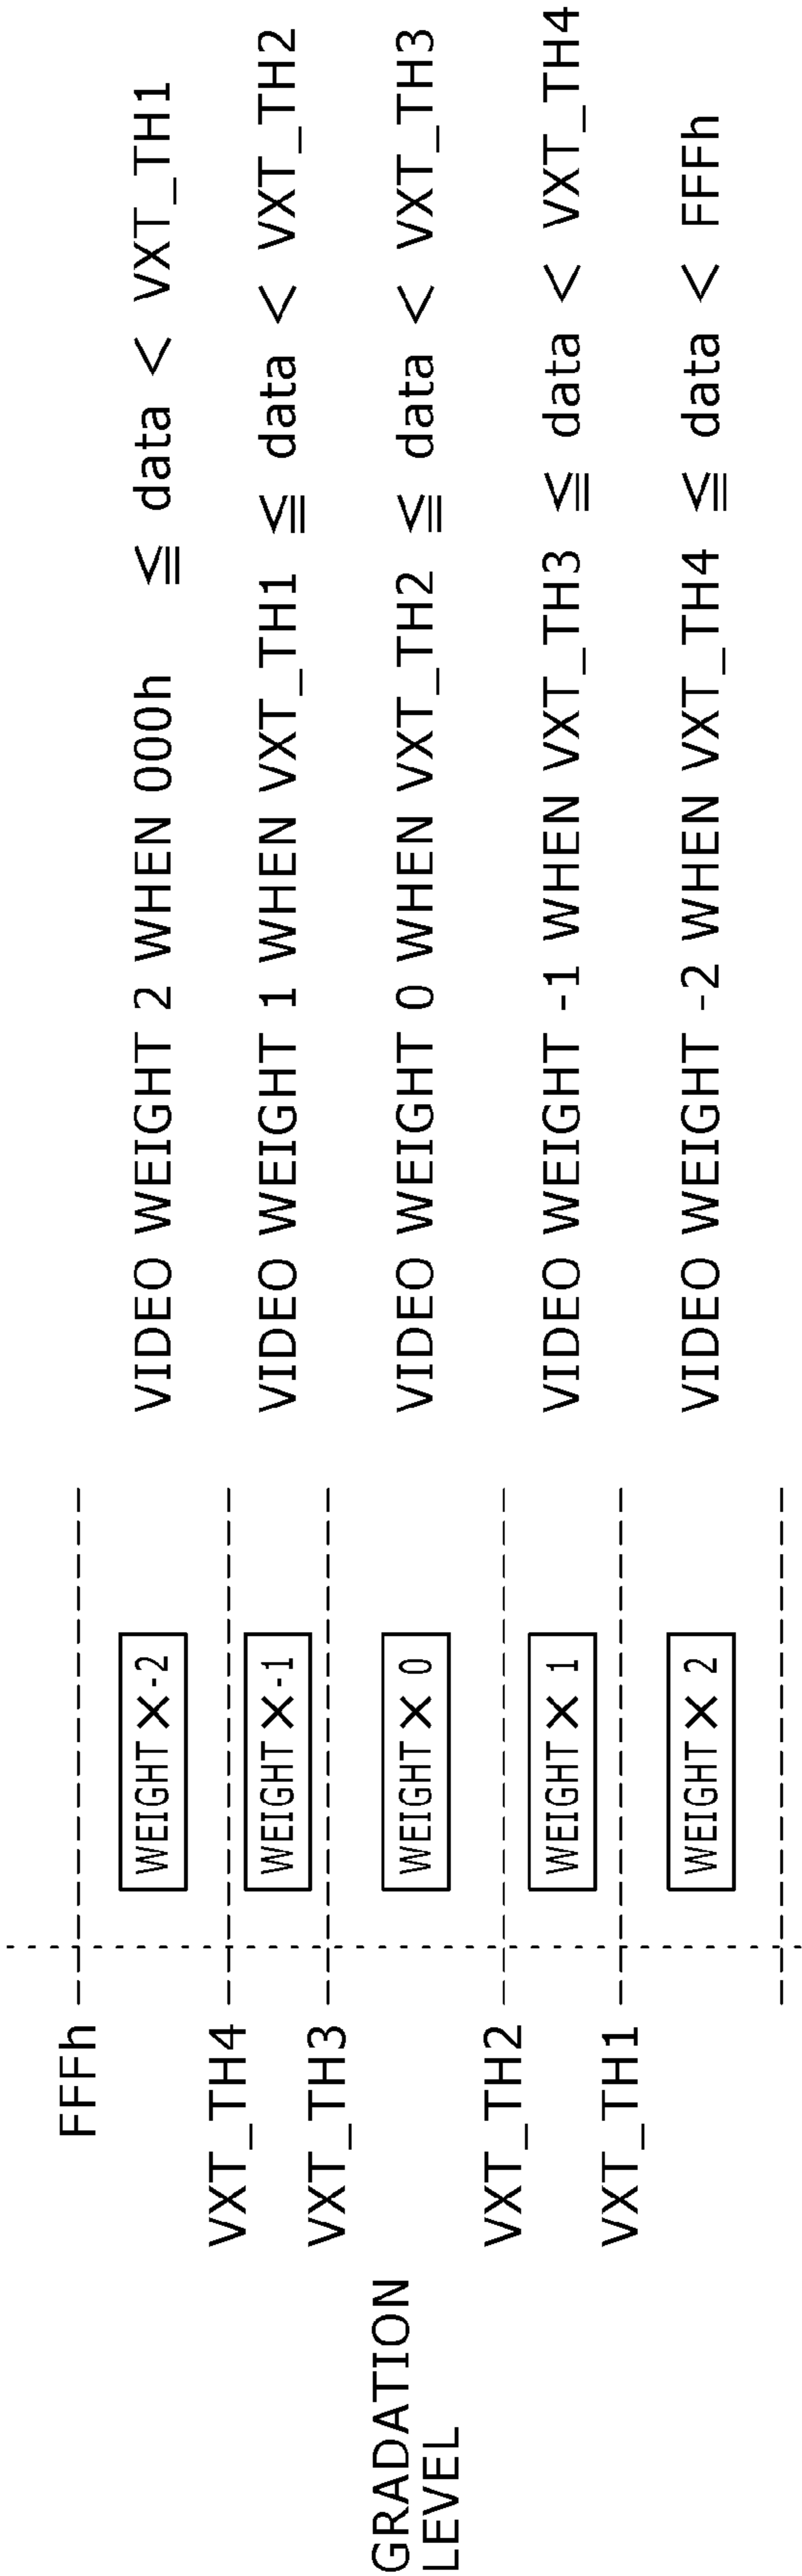 FFFh
VXT_TH4
VXT_TH3
GRADATION
LEVEL
VXT_TH2
VXT_TH1
WEIGHT × -2
WEIGHT × -1
WEIGHT × 0
WEIGHT × 1
WEIGHT × 2
VIDEO WEIGHT 2 WHEN 000h ≦ data < VXT_TH1
VIDEO WEIGHT 1 WHEN VXT_TH1 ≦ data < VXT_TH2
VIDEO WEIGHT 0 WHEN VXT_TH2 ≦ data < VXT_TH3
VIDEO WEIGHT -1 WHEN VXT_TH3 ≦ data < VXT_TH4
VIDEO WEIGHT -2 WHEN VXT_TH4 ≦ data < FFFh